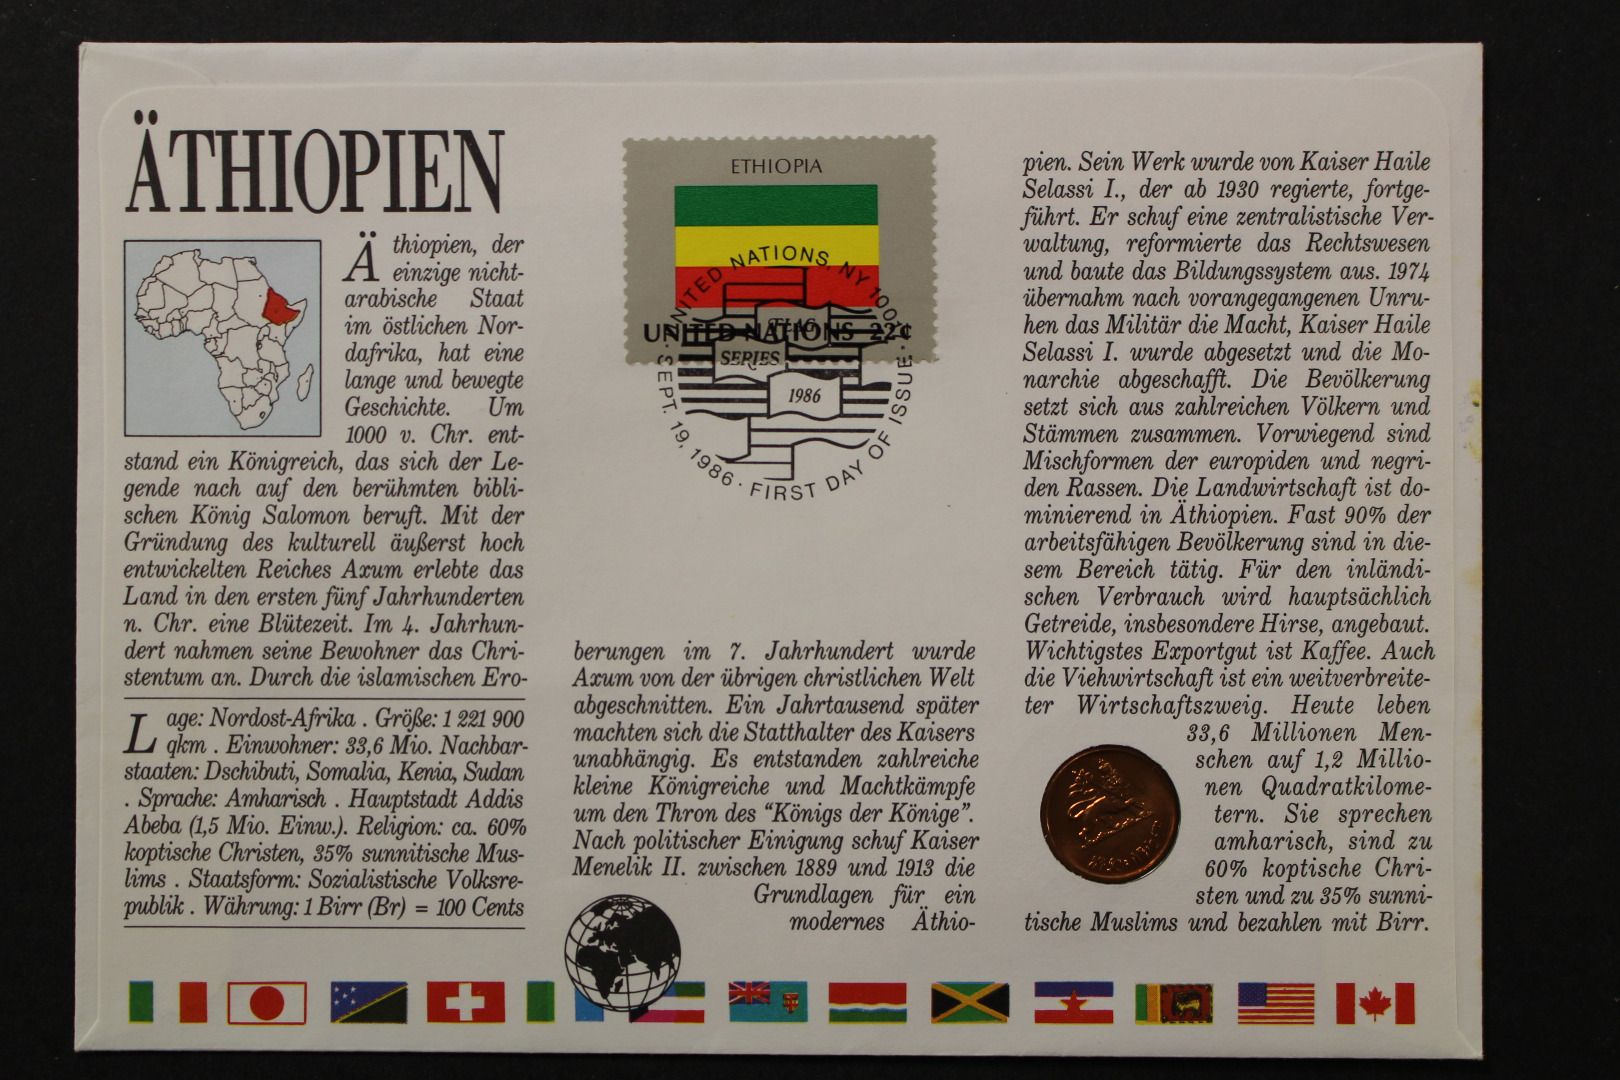 ÄTHIOPIEN
Äthiopien, der
einzige nicht-
arabische Staat
im östlichen Nor-
dafrika, hat eine
lange und bewegte
Geschichte. Um
1000 v. Chr. ent-
stand ein Königreich, das sich der Le-
gende nach auf den berühmten bibli-
schen König Salomon beruft. Mit der
Gründung des kulturell äußerst hoch
entwickelten Reiches Axum erlebte das
Land in den ersten fünf Jahrhunderten
n. Chr. eine Blütezeit. Im 4. Jahrhun-
dert nahmen seine Bewohner das Chri-
stentum an. Durch die islamischen Ero-
Lage: Nordost-Afrika . Größe: 1 221 900
qkm . Einwohner: 33,6 Mio. Nachbar-
staaten: Dschibuti, Somalia, Kenia, Sudan
. Sprache: Amharisch . Hauptstadt Addis
Abeba (1,5 Mio. Einw.). Religion: ca. 60%
koptische Christen, 35% sunnitische Mus-
lims . Staatsform: Sozialistische Volksre-
publik . Währung: 1 Birr (Br) = 100 Cents
ETHIOPIA
UNITED NATIONS 22¢
UNITED NATIONS, NY 10017
FLAG
SERIES
1986
SEPT. 19, 1986 · FIRST DAY OF ISSUE
berungen im 7. Jahrhundert wurde
Axum von der übrigen christlichen Welt
abgeschnitten. Ein Jahrtausend später
machten sich die Statthalter des Kaisers
unabhängig. Es entstanden zahlreiche
kleine Königreiche und Machtkämpfe
um den Thron des “Königs der Könige”.
Nach politischer Einigung schuf Kaiser
Menelik II. zwischen 1889 und 1913 die
Grundlagen für ein
modernes Äthio-
pien. Sein Werk wurde von Kaiser Haile
Selassi I., der ab 1930 regierte, fortge-
führt. Er schuf eine zentralistische Ver-
waltung, reformierte das Rechtswesen
und baute das Bildungssystem aus. 1974
übernahm nach vorangegangenen Unru-
hen das Militär die Macht, Kaiser Haile
Selassi I. wurde abgesetzt und die Mo-
narchie abgeschafft. Die Bevölkerung
setzt sich aus zahlreichen Völkern und
Stämmen zusammen. Vorwiegend sind
Mischformen der europiden und negri-
den Rassen. Die Landwirtschaft ist do-
minierend in Äthiopien. Fast 90% der
arbeitsfähigen Bevölkerung sind in die-
sem Bereich tätig. Für den inländi-
schen Verbrauch wird hauptsächlich
Getreide, insbesondere Hirse, angebaut.
Wichtigstes Exportgut ist Kaffee. Auch
die Viehwirtschaft ist ein weitverbreite-
ter Wirtschaftszweig. Heute leben
33,6 Millionen Men-
schen auf 1,2 Millio-
nen Quadratkilome-
tern. Sie sprechen
amharisch, sind zu
60% koptische Chri-
sten und zu 35% sunni-
tische Muslims und bezahlen mit Birr.